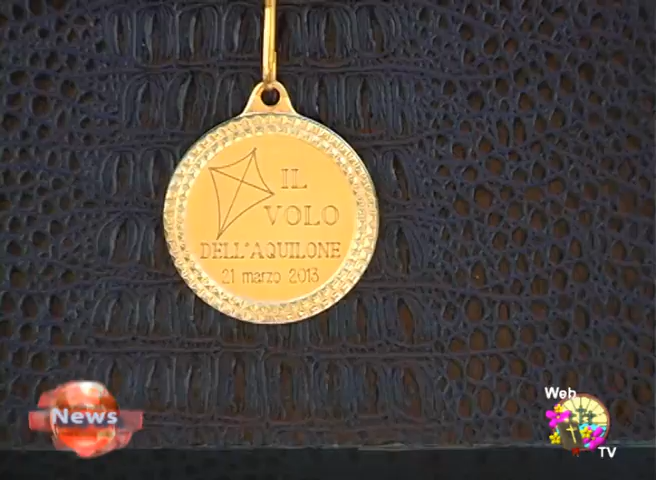 IL
VOLO
DELL'AQUILONE
21 marzo 2013
News
Web
TV